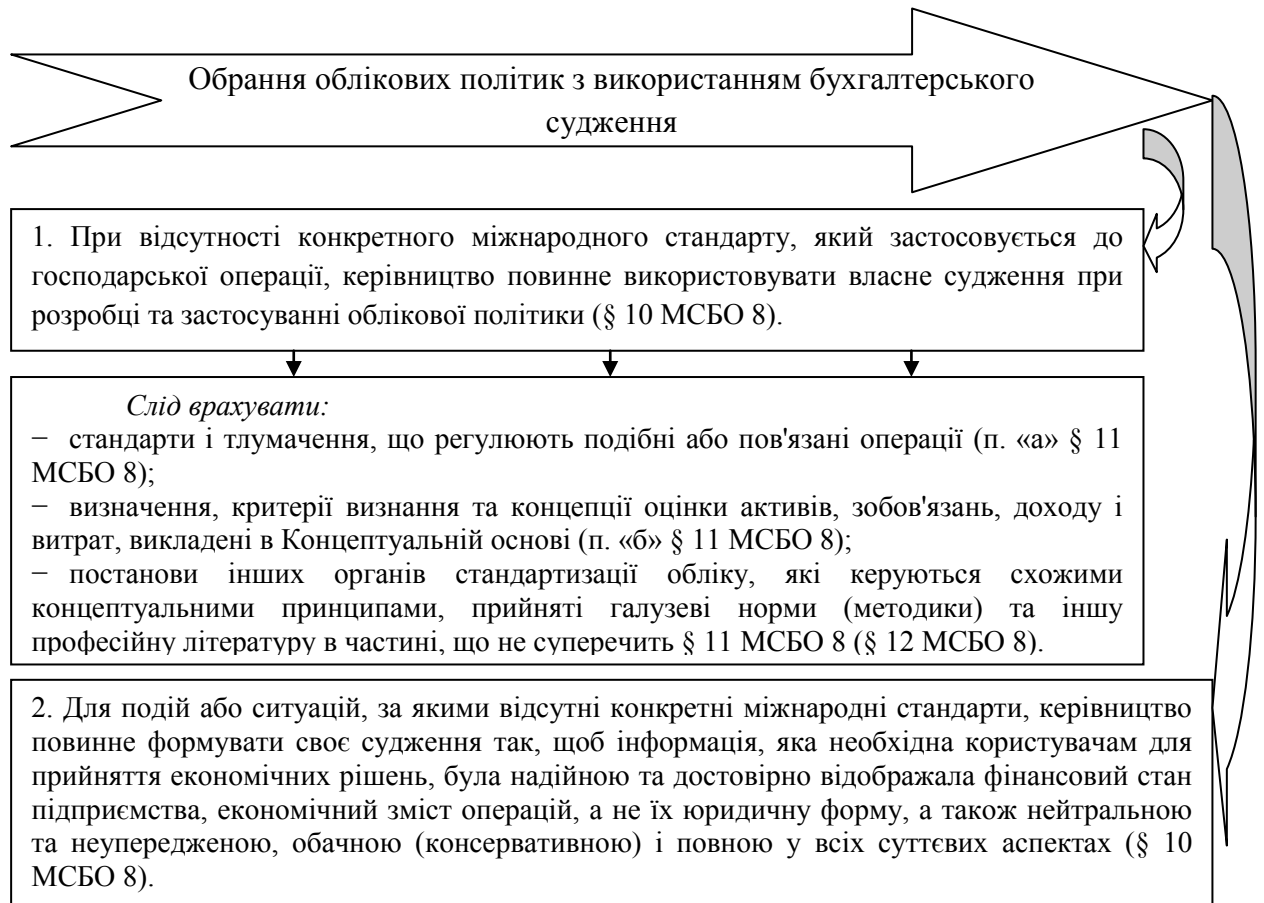 Обрання облікових політик з використанням бухгалтерського
судження
1. При відсутності конкретного міжнародного стандарту, який застосовується до
господарської операції, керівництво повинне використовувати власне судження при
розробці та застосуванні облікової політики (§ 10 МСБО 8).
Слід врахувати:
− стандарти і тлумачення, що регулюють подібні або пов'язані операції (п. «а» § 11
МСБО 8);
− визначення, критерії визнання та концепції оцінки активів, зобов'язань, доходу і
витрат, викладені в Концептуальній основі (п. «б» § 11 МСБО 8);
− постанови інших органів стандартизації обліку, які керуються схожими
концептуальними принципами, прийняті галузеві норми (методики) та іншу
професійну літературу в частині, що не суперечить § 11 МСБО 8 (§ 12 МСБО 8).
2. Для подій або ситуацій, за якими відсутні конкретні міжнародні стандарти, керівництво
повинне формувати своє судження так, щоб інформація, яка необхідна користувачам для
прийняття економічних рішень, була надійною та достовірно відображала фінансовий стан
підприємства, економічний зміст операцій, а не їх юридичну форму, а також нейтральною
та неупередженою, обачною (консервативною) і повною у всіх суттєвих аспектах (§ 10
МСБО 8).